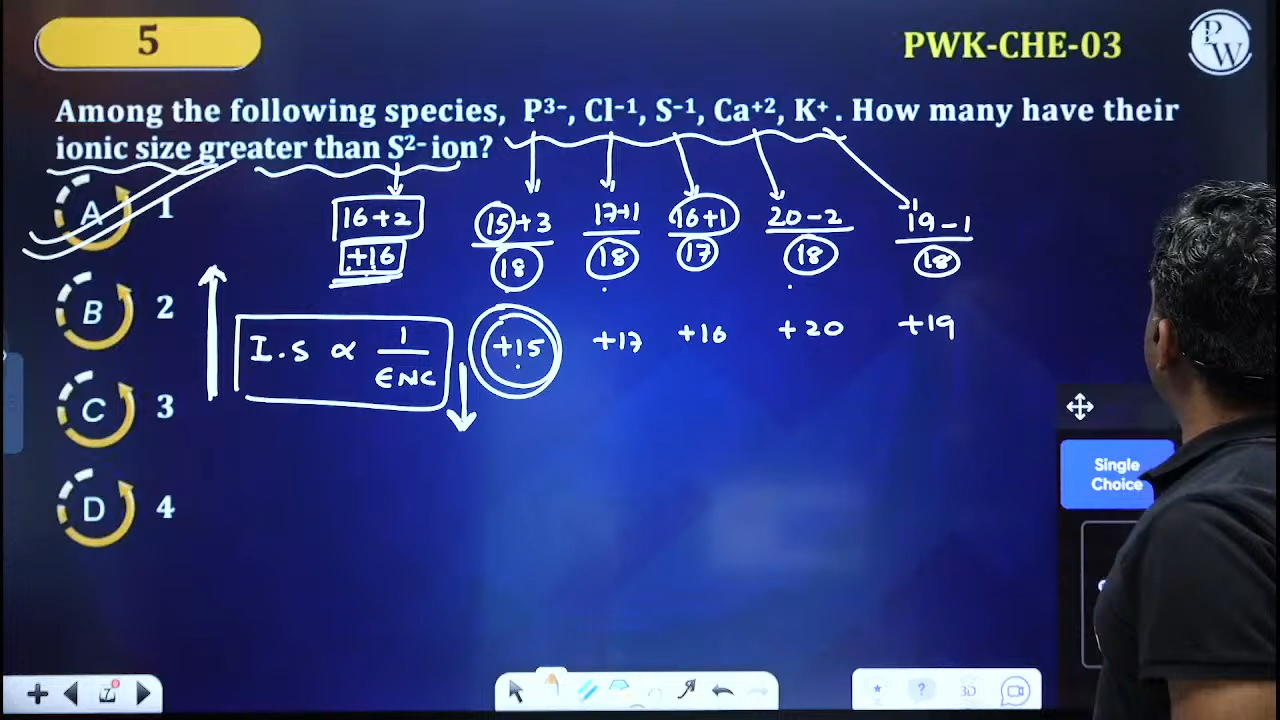 5
PWK-CHE-03
PW
Among the following species, P³⁻, Cl⁻¹, S⁻¹, Ca⁺², K⁺. How many have their
ionic size greater than S²⁻ ion?
A 1
B 2
C 3
D 4
16+2 15+3 17+1 16+1 20-2 19-1
+16 18 18 17 18 18
+15 +17 +16 +20 +19
I.S ∝ 1/ENC
Single
Choice
3D